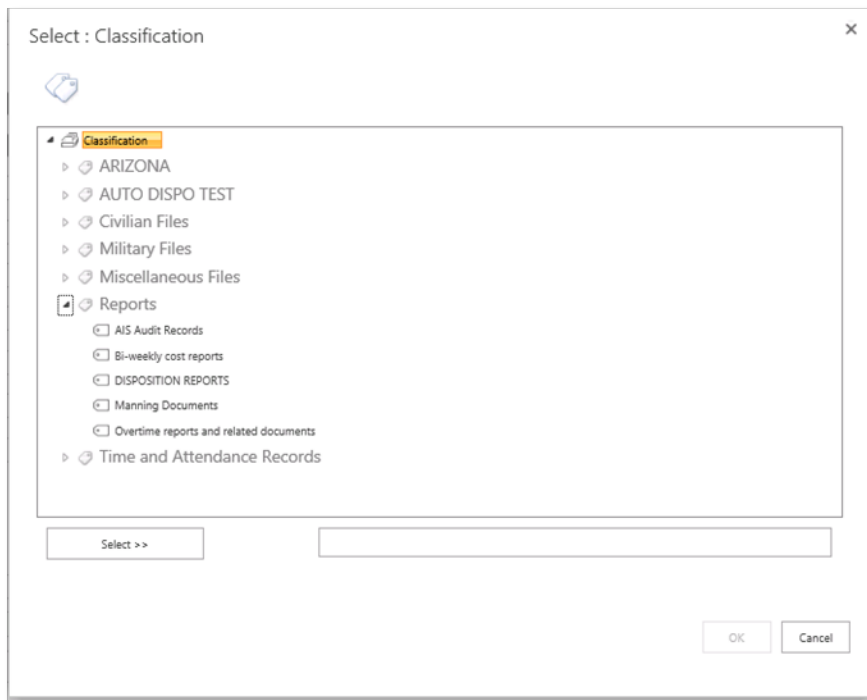 Select : Classification
Classification
ARIZONA
AUTO DISPO TEST
Civilian Files
Military Files
Miscellaneous Files
Reports
AIS Audit Records
Bi-weekly cost reports
DISPOSITION REPORTS
Manning Documents
Overtime reports and related documents
Time and Attendance Records
Select >>
OK
Cancel